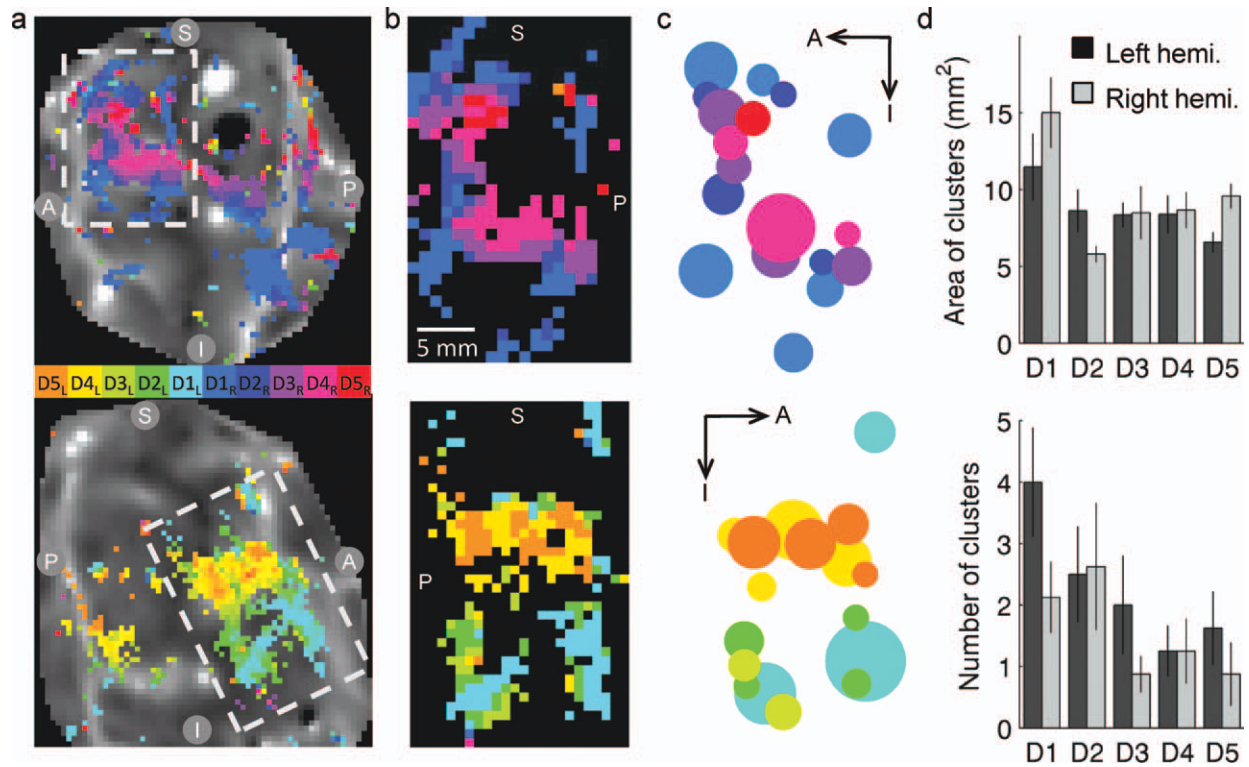 a
b
c
d
S
A
P
I
D5L D4L D3L D2L D1L D1R D2R D3R D4R D5R
S
P
A
I
S
P
5 mm
S
P
A
I
A
I
Left hemi.
Right hemi.
Area of clusters (mm²)
15
10
5
0
D1 D2 D3 D4 D5
Number of clusters
5
4
3
2
1
0
D1 D2 D3 D4 D5